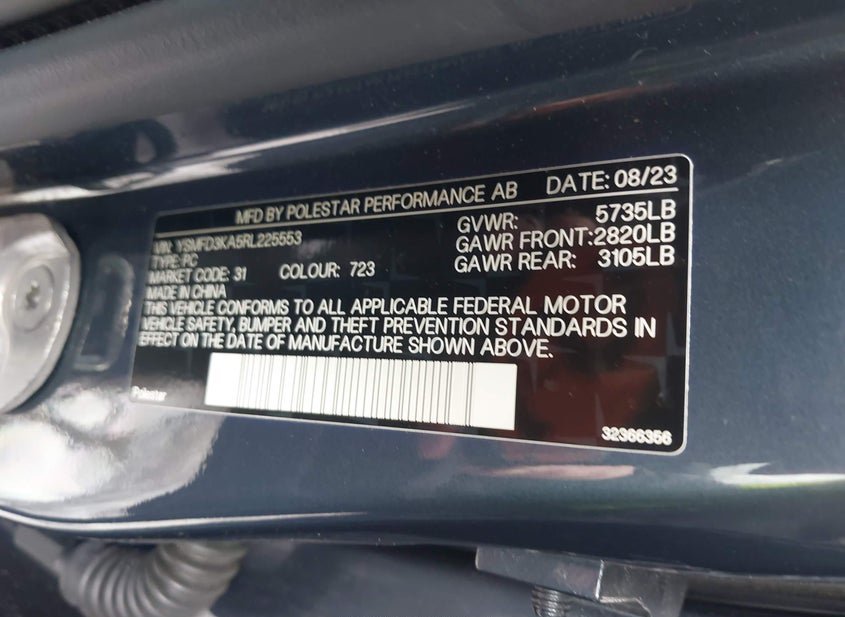 MFD BY POLESTAR PERFORMANCE AB DATE: 08/23
VIN: YSMFD3KA5RL225553 GVWR: 5735LB
TYPE: PC GAWR FRONT: 2820LB
MARKET CODE: 31 COLOUR: 723 GAWR REAR: 3105LB
MADE IN CHINA
THIS VEHICLE CONFORMS TO ALL APPLICABLE FEDERAL MOTOR
VEHICLE SAFETY, BUMPER AND THEFT PREVENTION STANDARDS IN
EFFECT ON THE DATE OF MANUFACTURE SHOWN ABOVE.
Polestar
32366356